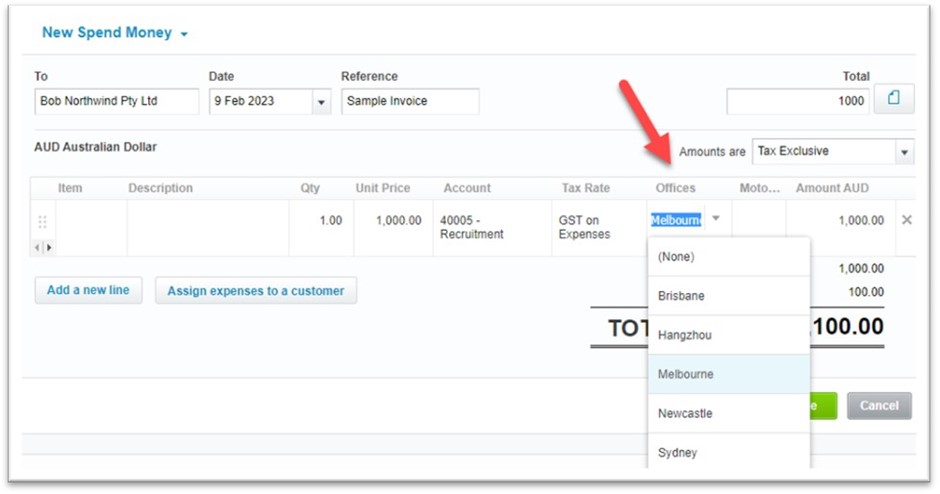 New Spend Money
To Date Reference Total
Bob Northwind Pty Ltd 9 Feb 2023 Sample Invoice 1000
AUD Australian Dollar Amounts are Tax Exclusive
Item Description Qty Unit Price Account Tax Rate Offices Moto... Amount AUD
1.00 1,000.00 40005 - GST on Melbourne 1,000.00
Recruitment Expenses
(None)
1,000.00
Add a new line Assign expenses to a customer Brisbane 100.00
TOT ,100.00
Hangzhou
Melbourne
Newcastle e Cancel
Sydney